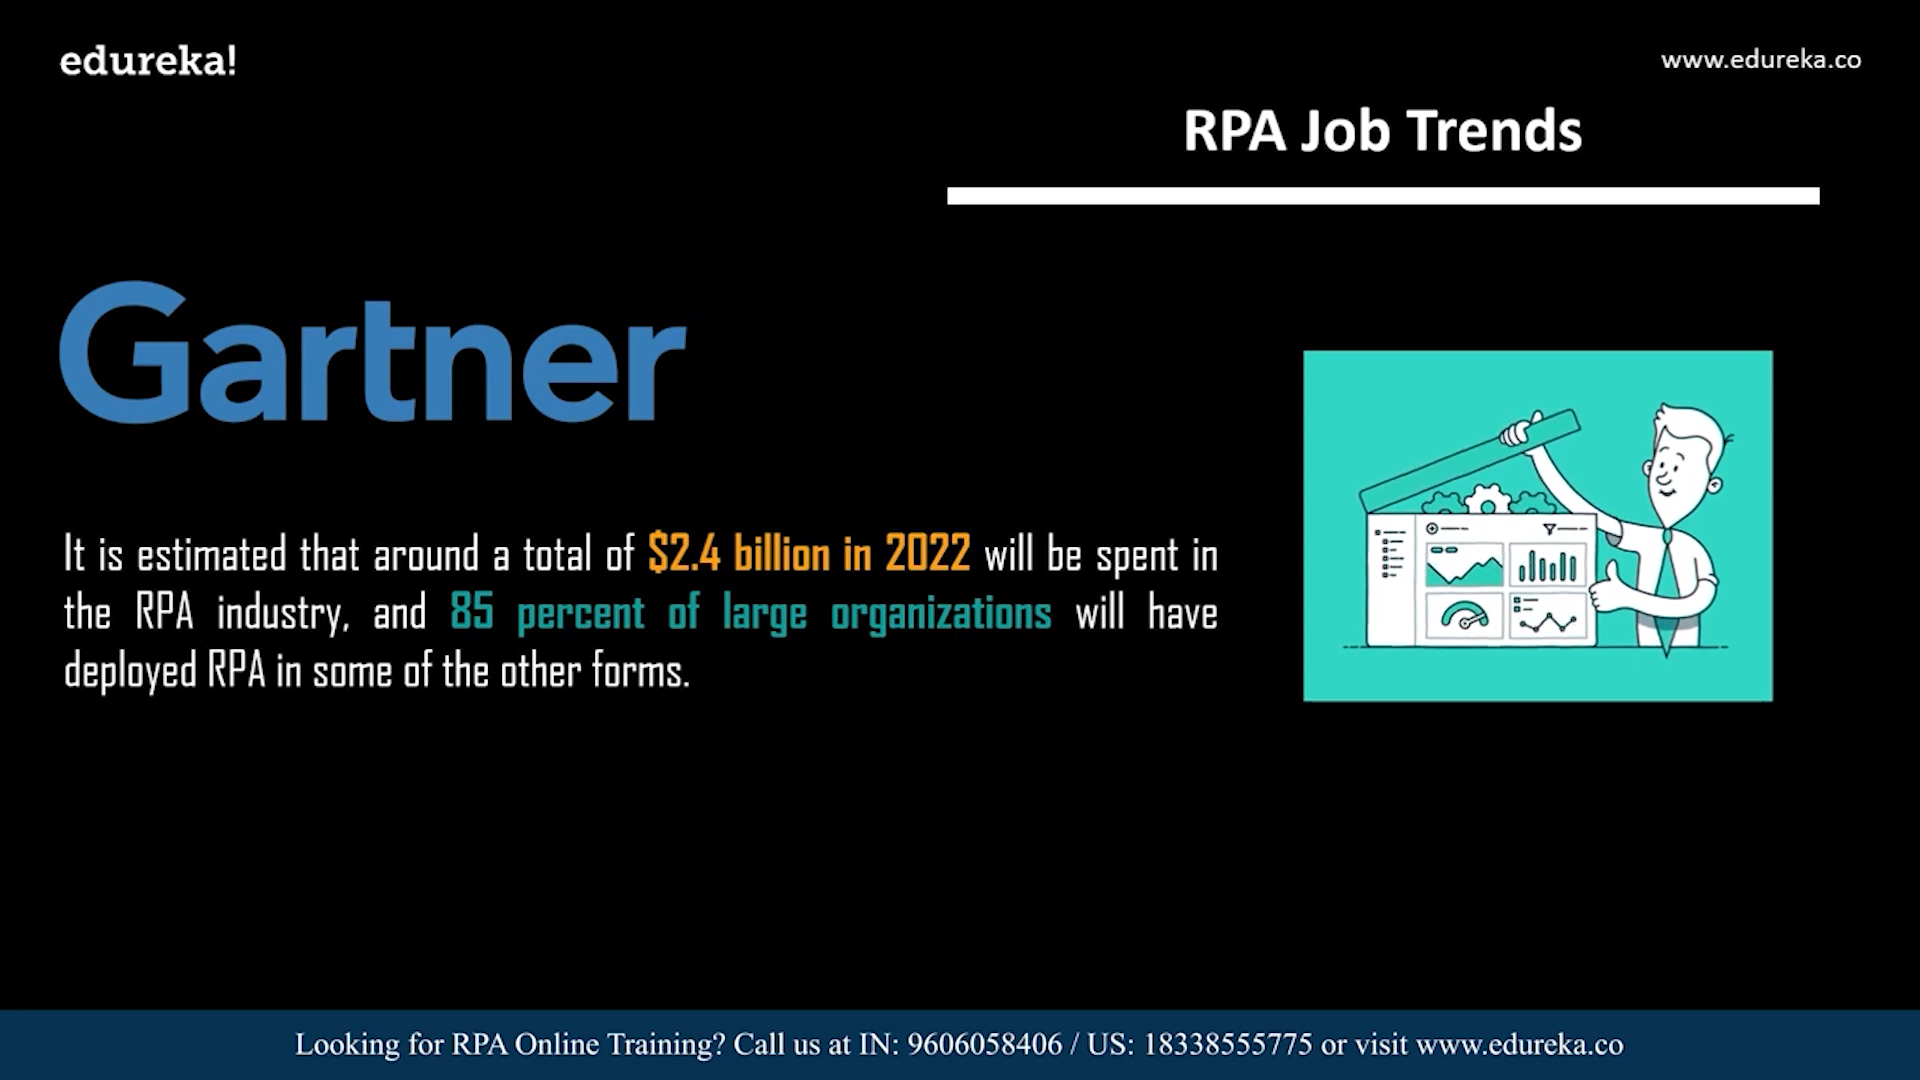 edureka!
www.edureka.co
RPA Job Trends
Gartner
It is estimated that around a total of $2.4 billion in 2022 will be spent in
the RPA industry, and 85 percent of large organizations will have
deployed RPA in some of the other forms.
Looking for RPA Online Training? Call us at IN: 9606058406 / US: 18338555775 or visit www.edureka.co